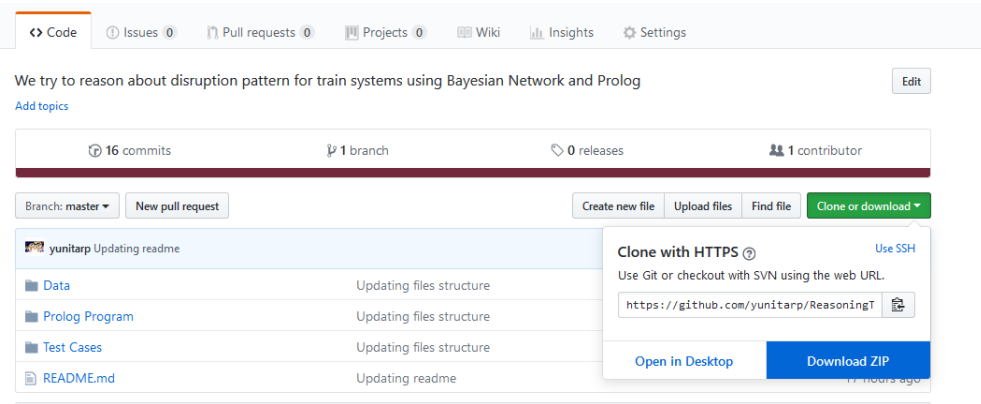 Code Issues 0 Pull requests 0 Projects 0 Wiki Insights Settings
We try to reason about disruption pattern for train systems using Bayesian Network and Prolog Edit
Add topics
16 commits 1 branch 0 releases 1 contributor
Branch: master New pull request Create new file Upload files Find file Clone or download
yunitarp Updating readme
Clone with HTTPS Use SSH
Use Git or checkout with SVN using the web URL.
https://github.com/yunitarp/ReasoningT
Open in Desktop Download ZIP
Data Updating files structure
Prolog Program Updating files structure
Test Cases Updating files structure
README.md Updating readme 17 hours ago